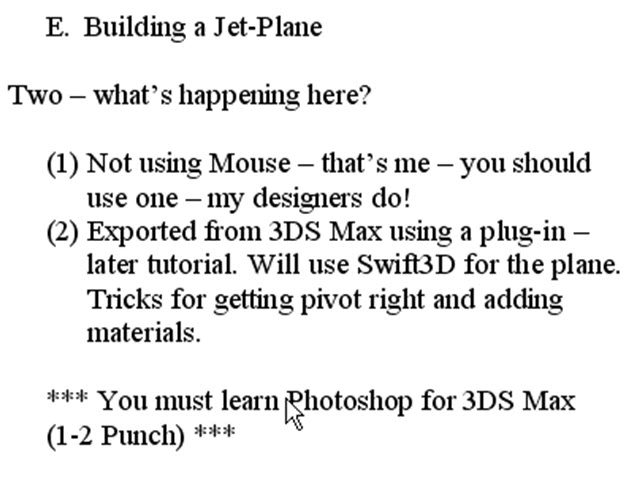 E. Building a Jet-Plane
Two – what’s happening here?
(1) Not using Mouse – that’s me – you should
use one – my designers do!
(2) Exported from 3DS Max using a plug-in –
later tutorial. Will use Swift3D for the plane.
Tricks for getting pivot right and adding
materials.
*** You must learn Photoshop for 3DS Max
(1-2 Punch) ***